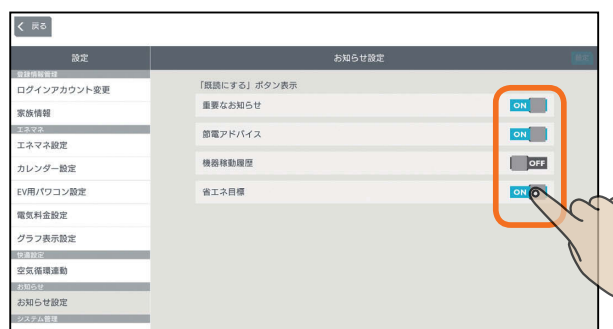 戻る
設定
お知らせ設定
設定
登録情報管理
ログインアカウント変更
家族情報
エネマネ
エネマネ設定
カレンダー設定
EV用パワコン設定
電気料金設定
グラフ表示設定
快適設定
空気循環連動
お知らせ
お知らせ設定
システム管理
「既読にする」ボタン表示
重要なお知らせ
ON
節電アドバイス
ON
機器稼動履歴
OFF
省エネ目標
ON